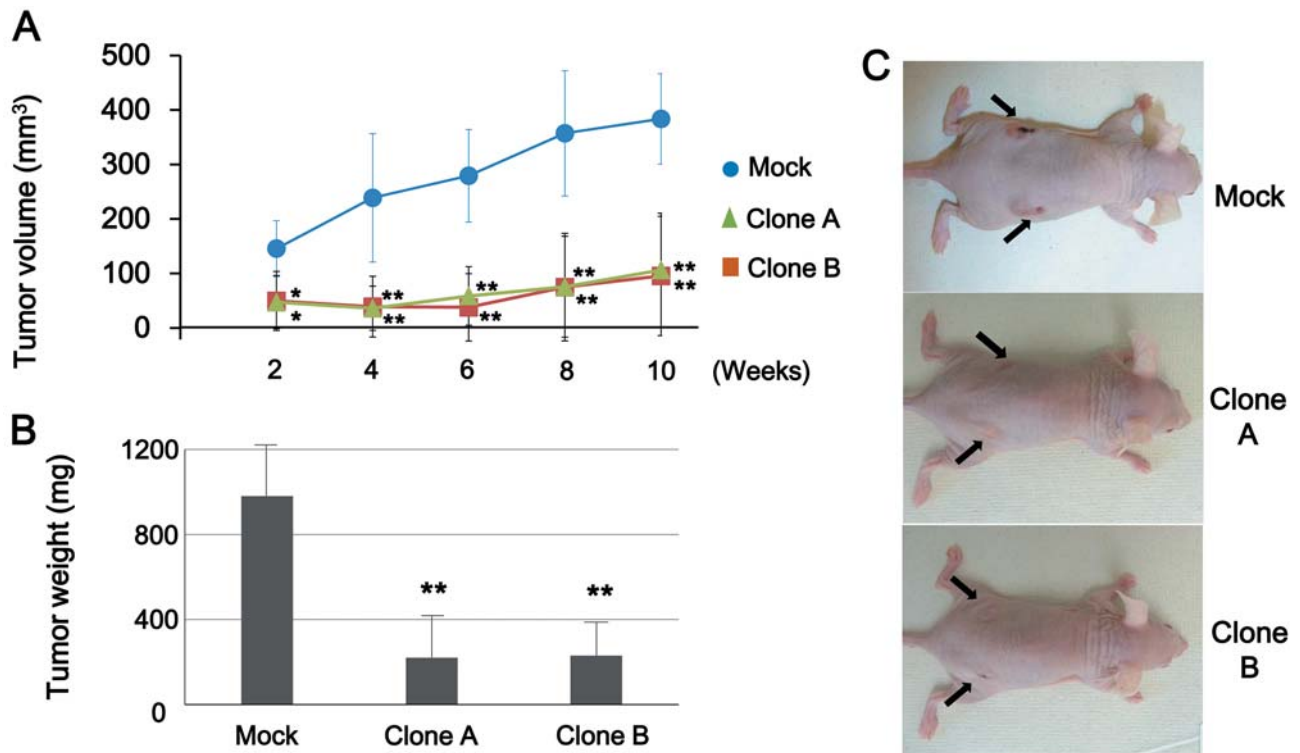 A
Tumor volume (mm³)
500
400
300
200
100
0
2 4 6 8 10 (Weeks)
* ** ** ** **
* ** ** ** **
Mock
Clone A
Clone B
B
Tumor weight (mg)
1200
800
400
0
** **
Mock Clone A Clone B
C
Mock
Clone
A
Clone
B